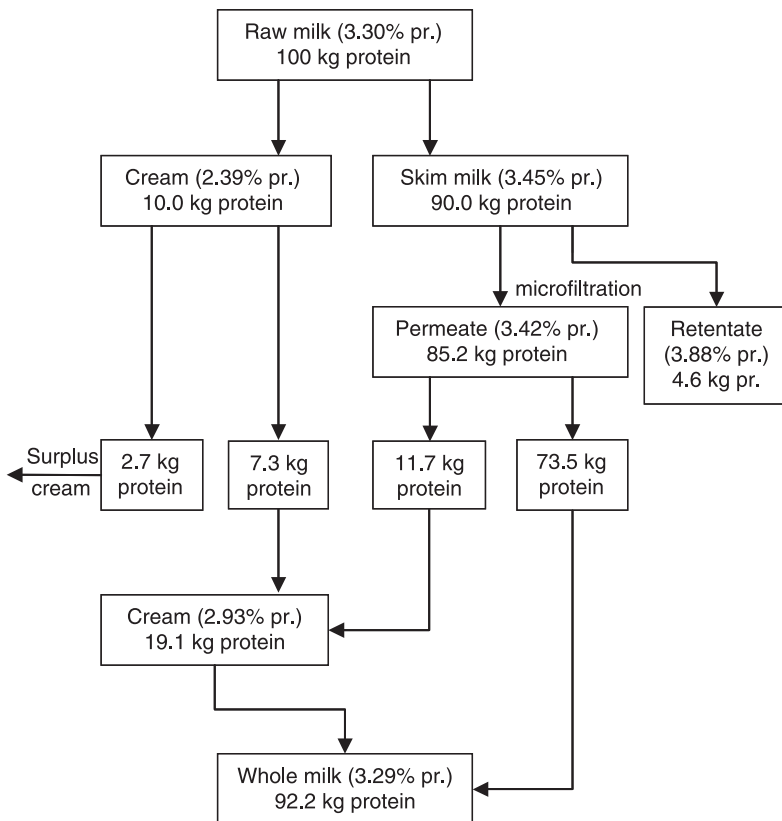 Raw milk (3.30% pr.)
100 kg protein
Cream (2.39% pr.)
10.0 kg protein
Skim milk (3.45% pr.)
90.0 kg protein
microfiltration
Permeate (3.42% pr.)
85.2 kg protein
Retentate
(3.88% pr.)
4.6 kg pr.
Surplus
cream
2.7 kg
protein
7.3 kg
protein
11.7 kg
protein
73.5 kg
protein
Cream (2.93% pr.)
19.1 kg protein
Whole milk (3.29% pr.)
92.2 kg protein